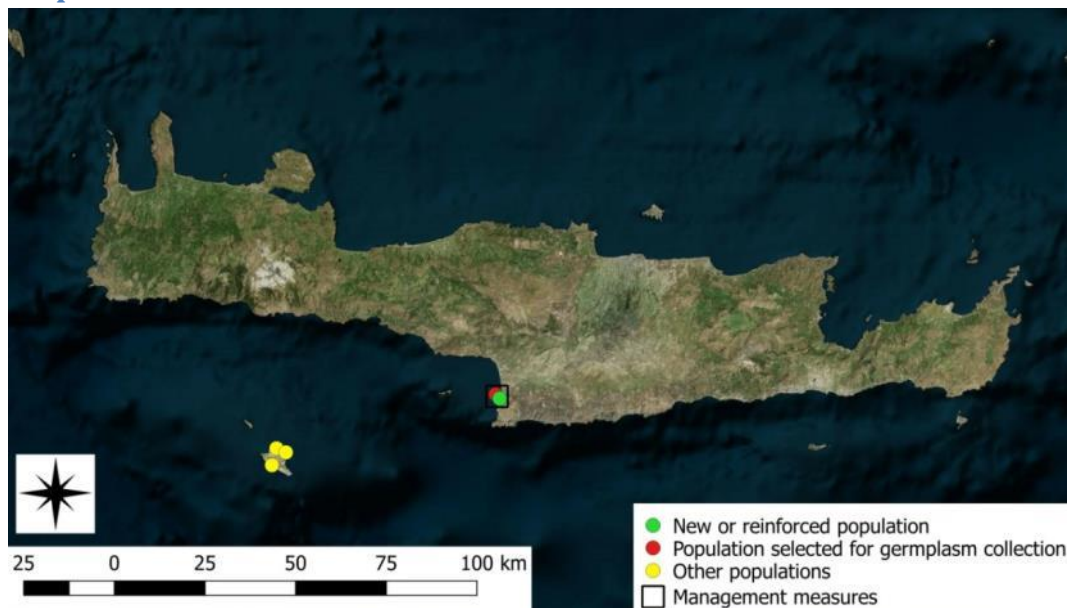 25 0 25 50 75 100 km
New or reinforced population
Population selected for germplasm collection
Other populations
Management measures